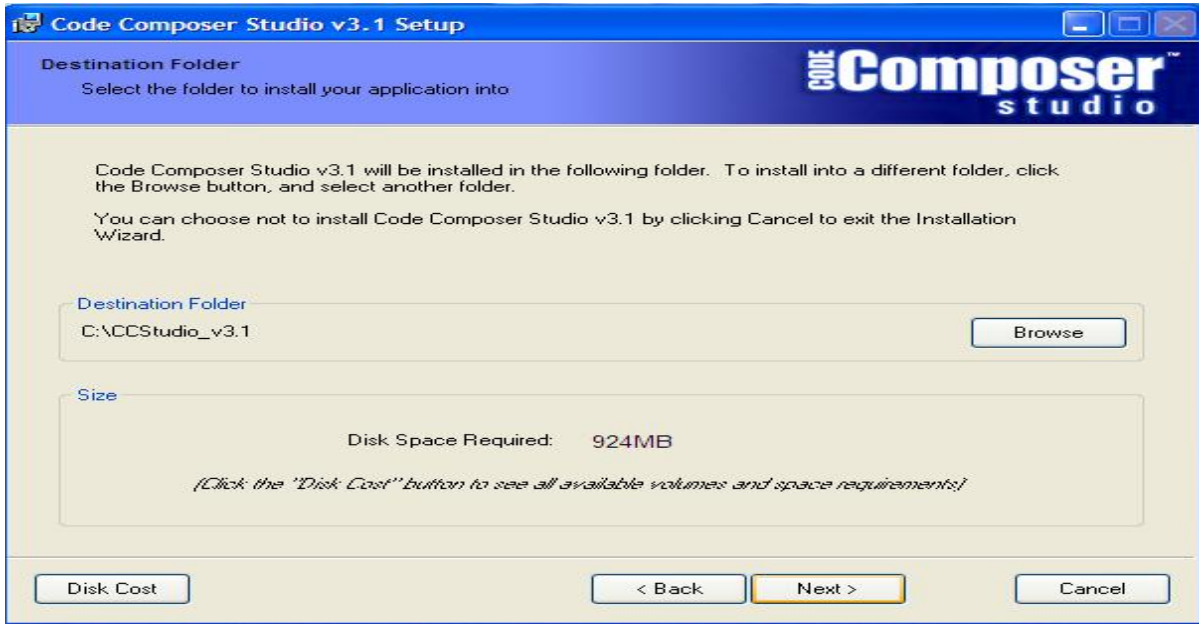 Code Composer Studio v3.1 Setup
Destination Folder
Select the folder to install your application into
CODE Composer™
studio
Code Composer Studio v3.1 will be installed in the following folder. To install into a different folder, click
the Browse button, and select another folder.
You can choose not to install Code Composer Studio v3.1 by clicking Cancel to exit the Installation
Wizard.
Destination Folder
C:\CCStudio_v3.1
Browse
Size
Disk Space Required: 924MB
(Click the "Disk Cost" button to see all available volumes and space requirements)
Disk Cost
< Back
Next >
Cancel